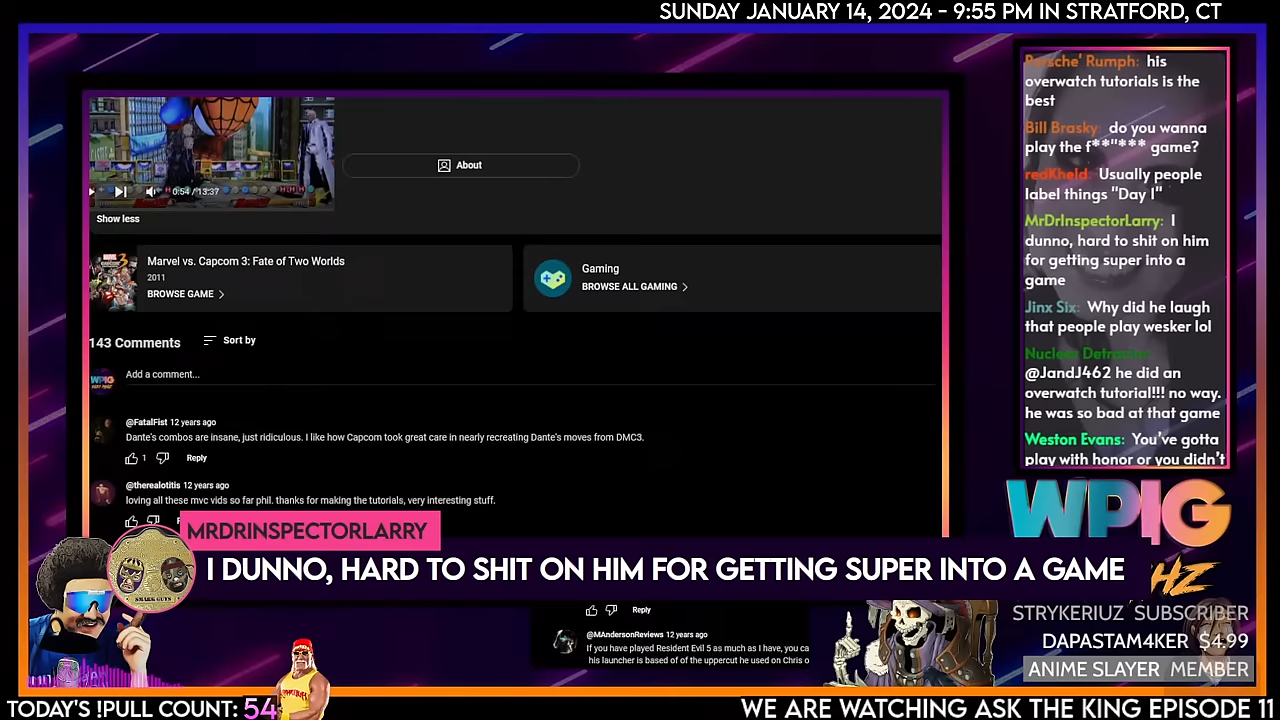 SUNDAY JANUARY 14, 2024 - 9:55 PM IN STRATFORD, CT
About
0:54 / 13:37
Show less
Marvel vs. Capcom 3: Fate of Two Worlds
2011
BROWSE GAME
Gaming
BROWSE ALL GAMING
143 Comments
Sort by
WPIG
Add a comment...
@FatalFist 12 years ago
Dante's combos are insane, just ridiculous. I like how Capcom took great care in nearly recreating Dante's moves from DMC3.
1
Reply
@therealotitis 12 years ago
loving all these mvc vids so far phil. thanks for making the tutorials, very interesting stuff.
MRDRINSPECTORLARRY
I DUNNO, HARD TO SHIT ON HIM FOR GETTING SUPER INTO A GAME
Reply
@MAndersonReviews 12 years ago
If you have played Resident Evil 5 as much as I have, you ca
his launcher is based of of the uppercut he used on Chris o
Porsche' Rumph: his
overwatch tutorials is the
best
Bill Brasky: do you wanna
play the f**"*** game?
redKheld: Usually people
label things "Day 1"
MrDrInspectorLarry: I
dunno, hard to shit on him
for getting super into a
game
Jinx Six: Why did he laugh
that people play wesker lol
Nuclear
@JandJ462 he did an
overwatch tutorial!!! no way.
he was so bad at that game
Weston Evans: You've gotta
play with honor or you didn't
WPIG
HZ
STRYKERIUZ SUBSCRIBER
DAPASTAM4KER $4.99
ANIME SLAYER MEMBER
TODAY'S !PULL COUNT: 54
WE ARE WATCHING ASK THE KING EPISODE 11